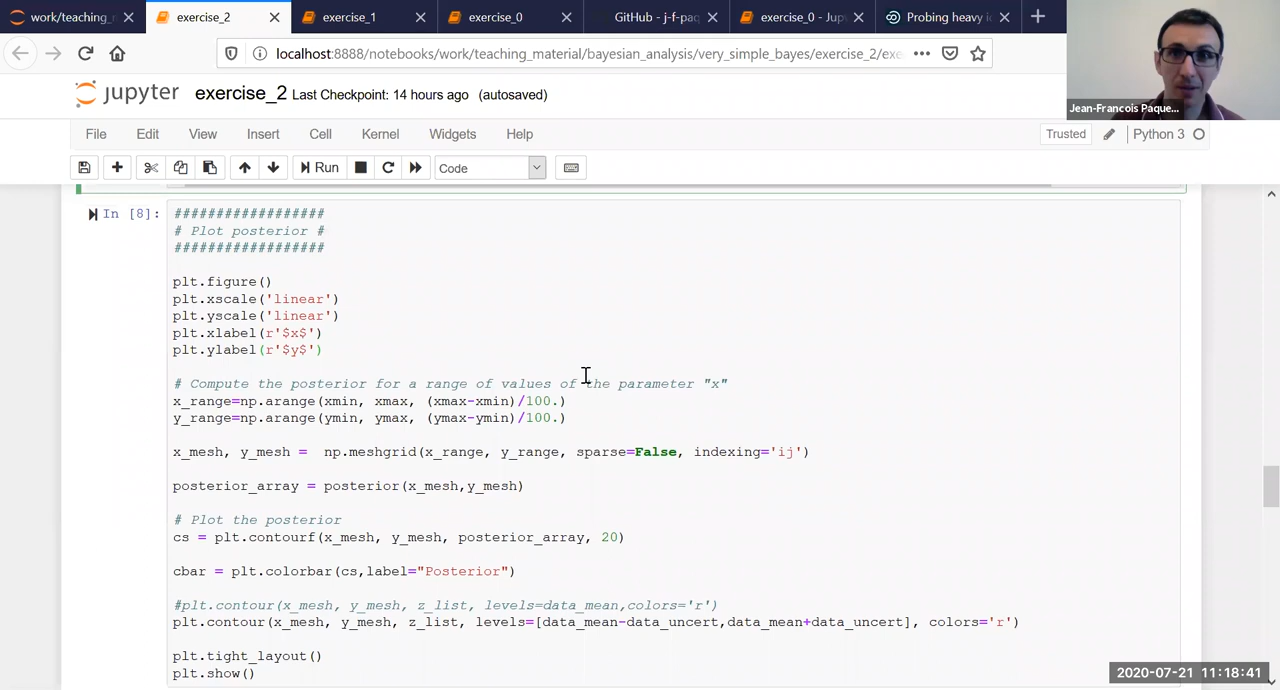 work/teaching_m
exercise_2
exercise_1
exercise_0
GitHub - j-f-paq
exercise_0 - Jup
Probing heavy i
localhost:8888/notebooks/work/teaching_material/bayesian_analysis/very_simple_bayes/exercise_2/exe
Jean-Francois Paque...
jupyter exercise_2 Last Checkpoint: 14 hours ago (autosaved)
File Edit View Insert Cell Kernel Widgets Help
Trusted Python 3
Run Code
In [8]:
##################
# Plot posterior #
##################
plt.figure()
plt.xscale('linear')
plt.yscale('linear')
plt.xlabel(r'$x$')
plt.ylabel(r'$y$')
# Compute the posterior for a range of values of the parameter "x"
x_range=np.arange(xmin, xmax, (xmax-xmin)/100.)
y_range=np.arange(ymin, ymax, (ymax-ymin)/100.)
x_mesh, y_mesh = np.meshgrid(x_range, y_range, sparse=False, indexing='ij')
posterior_array = posterior(x_mesh,y_mesh)
# Plot the posterior
cs = plt.contourf(x_mesh, y_mesh, posterior_array, 20)
cbar = plt.colorbar(cs,label="Posterior")
#plt.contour(x_mesh, y_mesh, z_list, levels=data_mean,colors='r')
plt.contour(x_mesh, y_mesh, z_list, levels=[data_mean-data_uncert,data_mean+data_uncert], colors='r')
plt.tight_layout()
plt.show()
2020-07-21 11:18:41